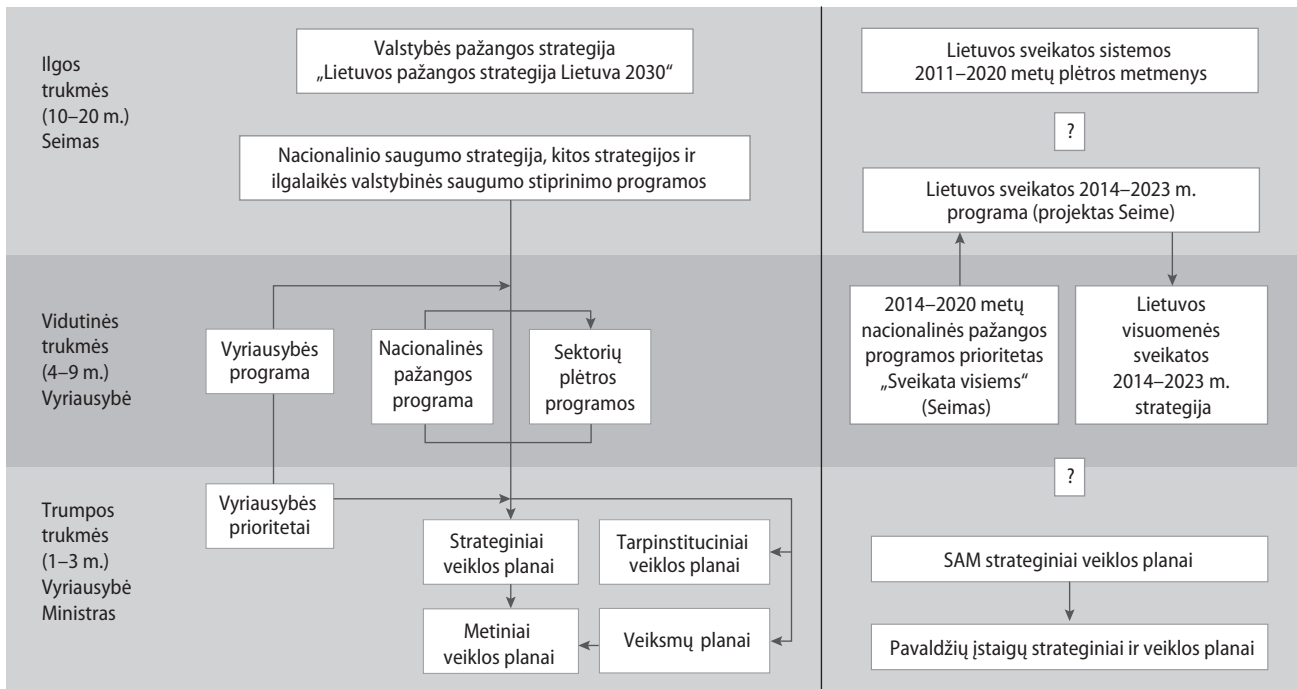 Ilgos
trukmės
(10–20 m.)
Seimas
Valstybės pažangos strategija
„Lietuvos pažangos strategija Lietuva 2030“
Nacionalinio saugumo strategija, kitos strategijos ir
ilgalaikės valstybinės saugumo stiprinimo programos
Lietuvos sveikatos sistemos
2011–2020 metų plėtros metmenys
?
Lietuvos sveikatos 2014–2023 m.
programa (projektas Seime)
Vidutinės
trukmės
(4–9 m.)
Vyriausybė
Vyriausybės
programa
Nacionalinės
pažangos
programa
Sektorių
plėtros
programos
2014–2020 metų
nacionalinės pažangos
programos prioritetas
„Sveikata visiems“
(Seimas)
Lietuvos
visuomenės
sveikatos
2014–2023 m.
strategija
?
Trumpos
trukmės
(1–3 m.)
Vyriausybė
Ministras
Vyriausybės
prioritetai
Strateginiai
veiklos planai
Tarpinstituciniai
veiklos planai
Metiniai
veiklos planai
Veiksmų planai
SAM strateginiai veiklos planai
Pavaldžių įstaigų strateginiai ir veiklos planai